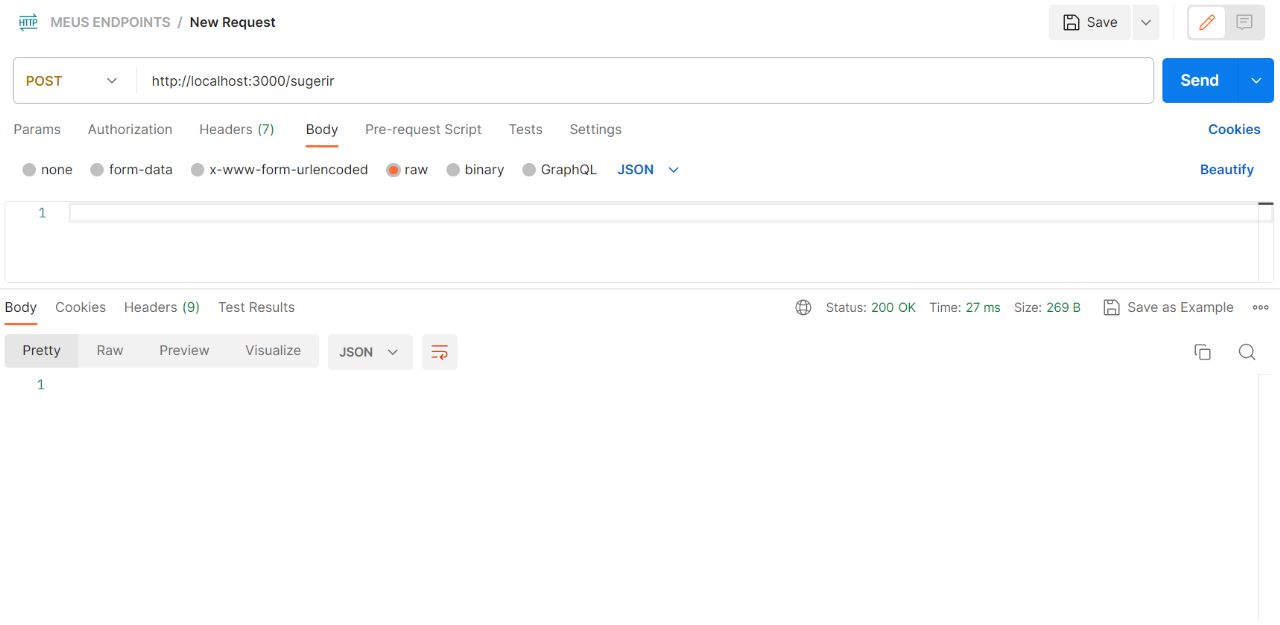 HTTP MEUS ENDPOINTS / New Request Save
POST http://localhost:3000/sugerir Send
Params Authorization Headers (7) Body Pre-request Script Tests Settings Cookies
none form-data x-www-form-urlencoded raw binary GraphQL JSON Beautify
1
Body Cookies Headers (9) Test Results Status: 200 OK Time: 27 ms Size: 269 B Save as Example
Pretty Raw Preview Visualize JSON
1